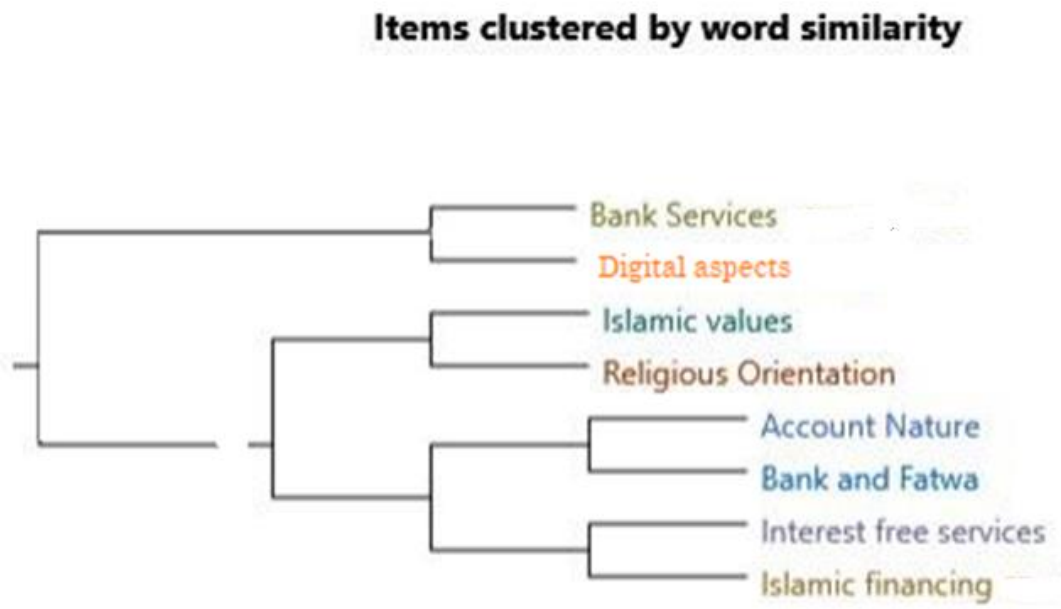 Items clustered by word similarity
Bank Services
Digital aspects
Islamic values
Religious Orientation
Account Nature
Bank and Fatwa
Interest free services
Islamic financing